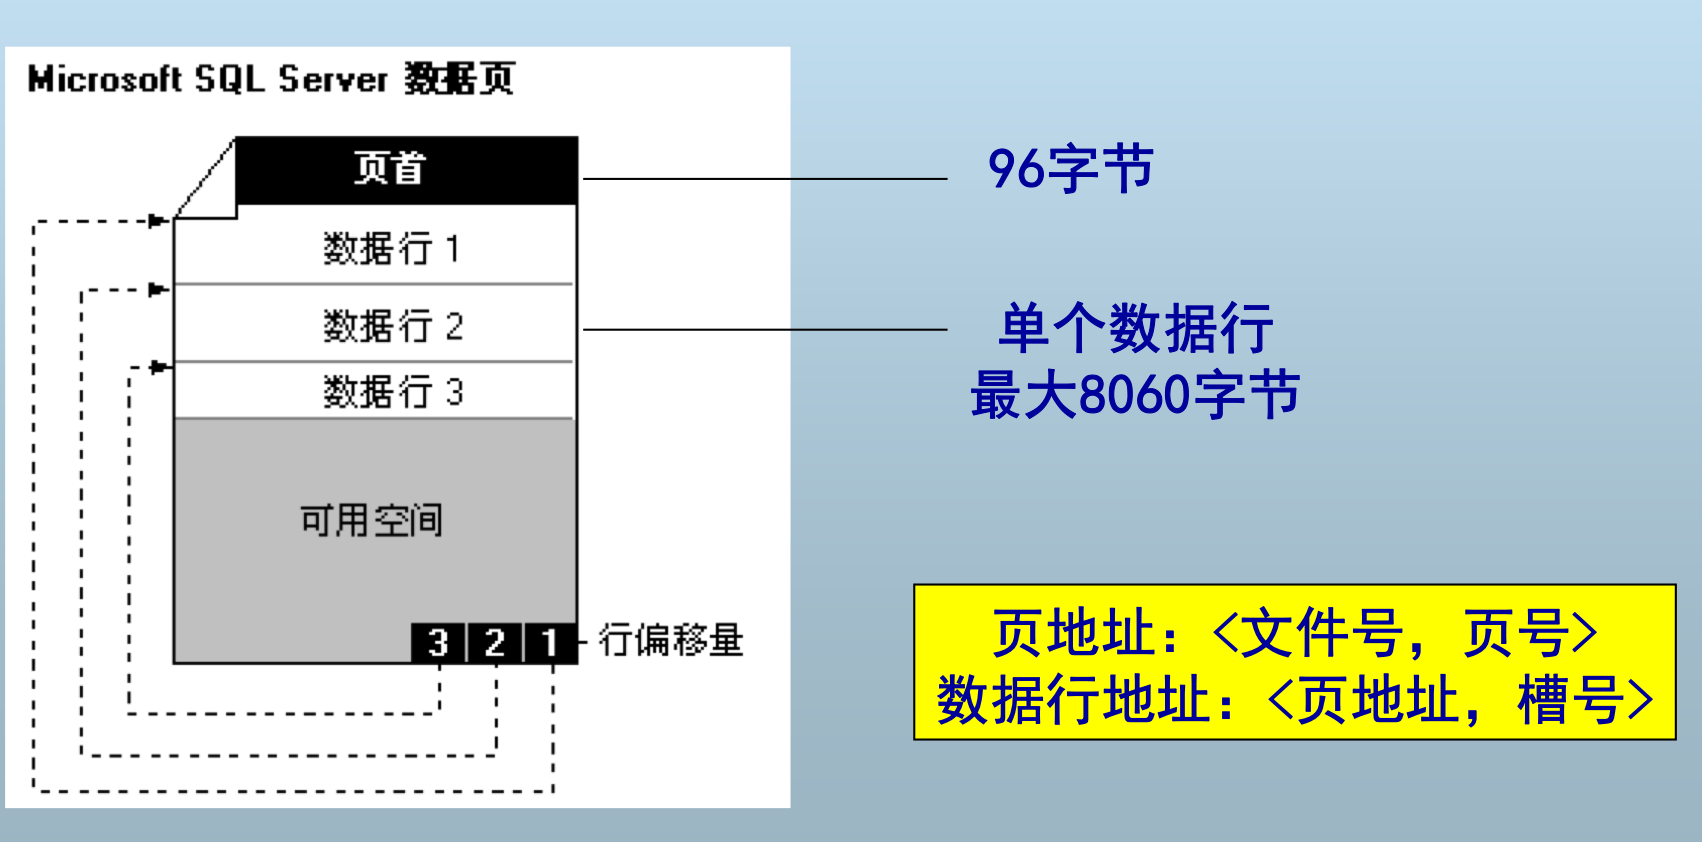 Microsoft SQL Server 数据页
页首
96字节
数据行 1
数据行 2
单个数据行
最大8060字节
数据行 3
可用空间
3 2 1
行偏移量
页地址：<文件号，页号>
数据行地址：<页地址，槽号>